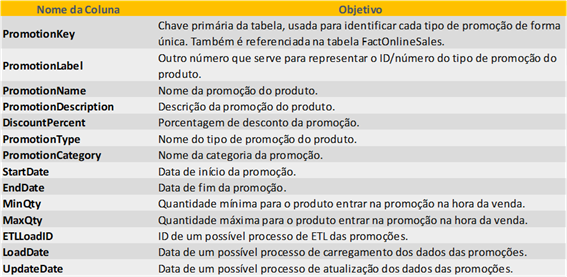 Nome da Coluna Objetivo
PromotionKey Chave primária da tabela, usada para identificar cada tipo de promoção de forma
única. Também é referenciada na tabela FactOnlineSales.
PromotionLabel Outro número que serve para representar o ID/número do tipo de promoção do
produto.
PromotionName Nome da promoção do produto.
PromotionDescription Descrição da promoção do produto.
DiscountPercent Porcentagem de desconto da promoção.
PromotionType Nome do tipo de promoção do produto.
PromotionCategory Nome da categoria da promoção.
StartDate Data de início da promoção.
EndDate Data de fim da promoção.
MinQty Quantidade mínima para o produto entrar na promoção na hora da venda.
MaxQty Quantidade máxima para o produto entrar na promoção na hora da venda.
ETLLoadID ID de um possível processo de ETL das promoções.
LoadDate Data de um possível processo de carregamento dos dados das promoções.
UpdateDate Data de um possível processo de atualização dos dados das promoções.